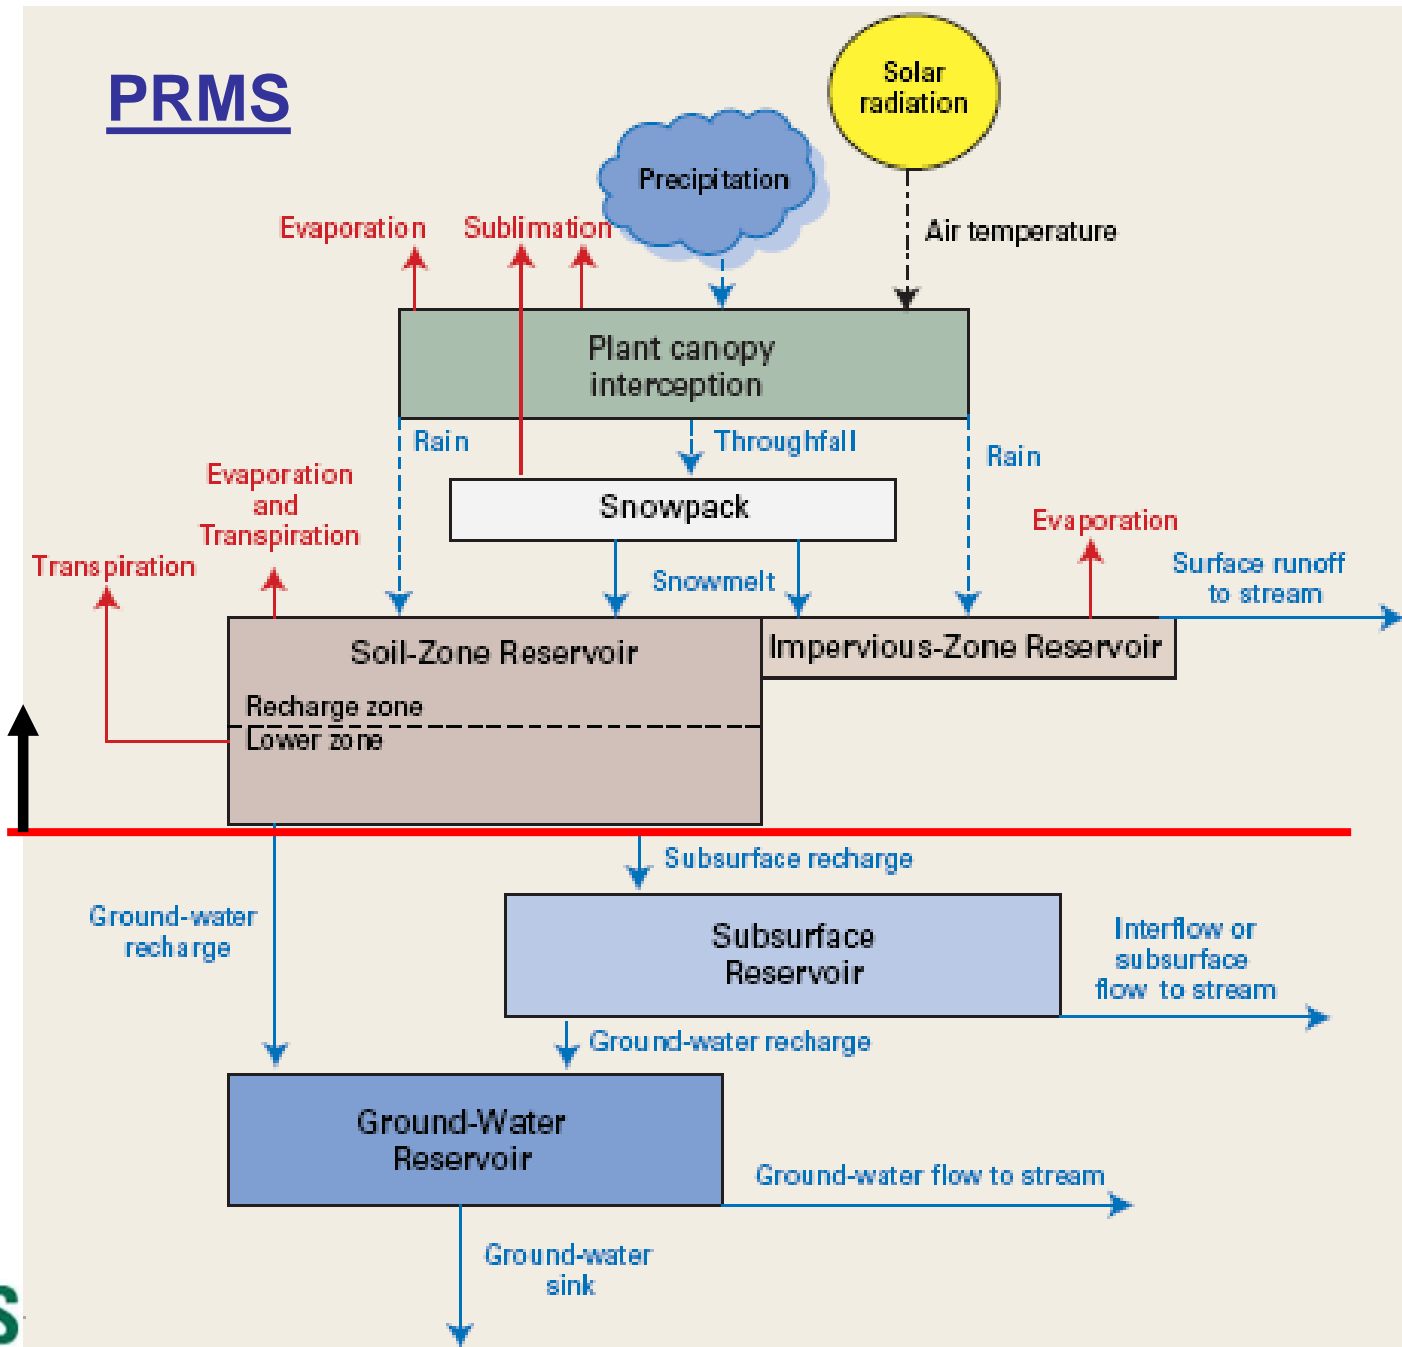 PRMS
Solar
radiation
Precipitation
Evaporation
Sublimation
Air temperature
Plant canopy
interception
Rain
Throughfall
Rain
Evaporation
and
Transpiration
Snowpack
Evaporation
Transpiration
Snowmelt
Surface runoff
to stream
Soil-Zone Reservoir
Impervious-Zone Reservoir
Recharge zone
Lower zone
Subsurface recharge
Ground-water
recharge
Subsurface
Reservoir
Interflow or
subsurface
flow to stream
Ground-water recharge
Ground-Water
Reservoir
Ground-water flow to stream
Ground-water
sink
S